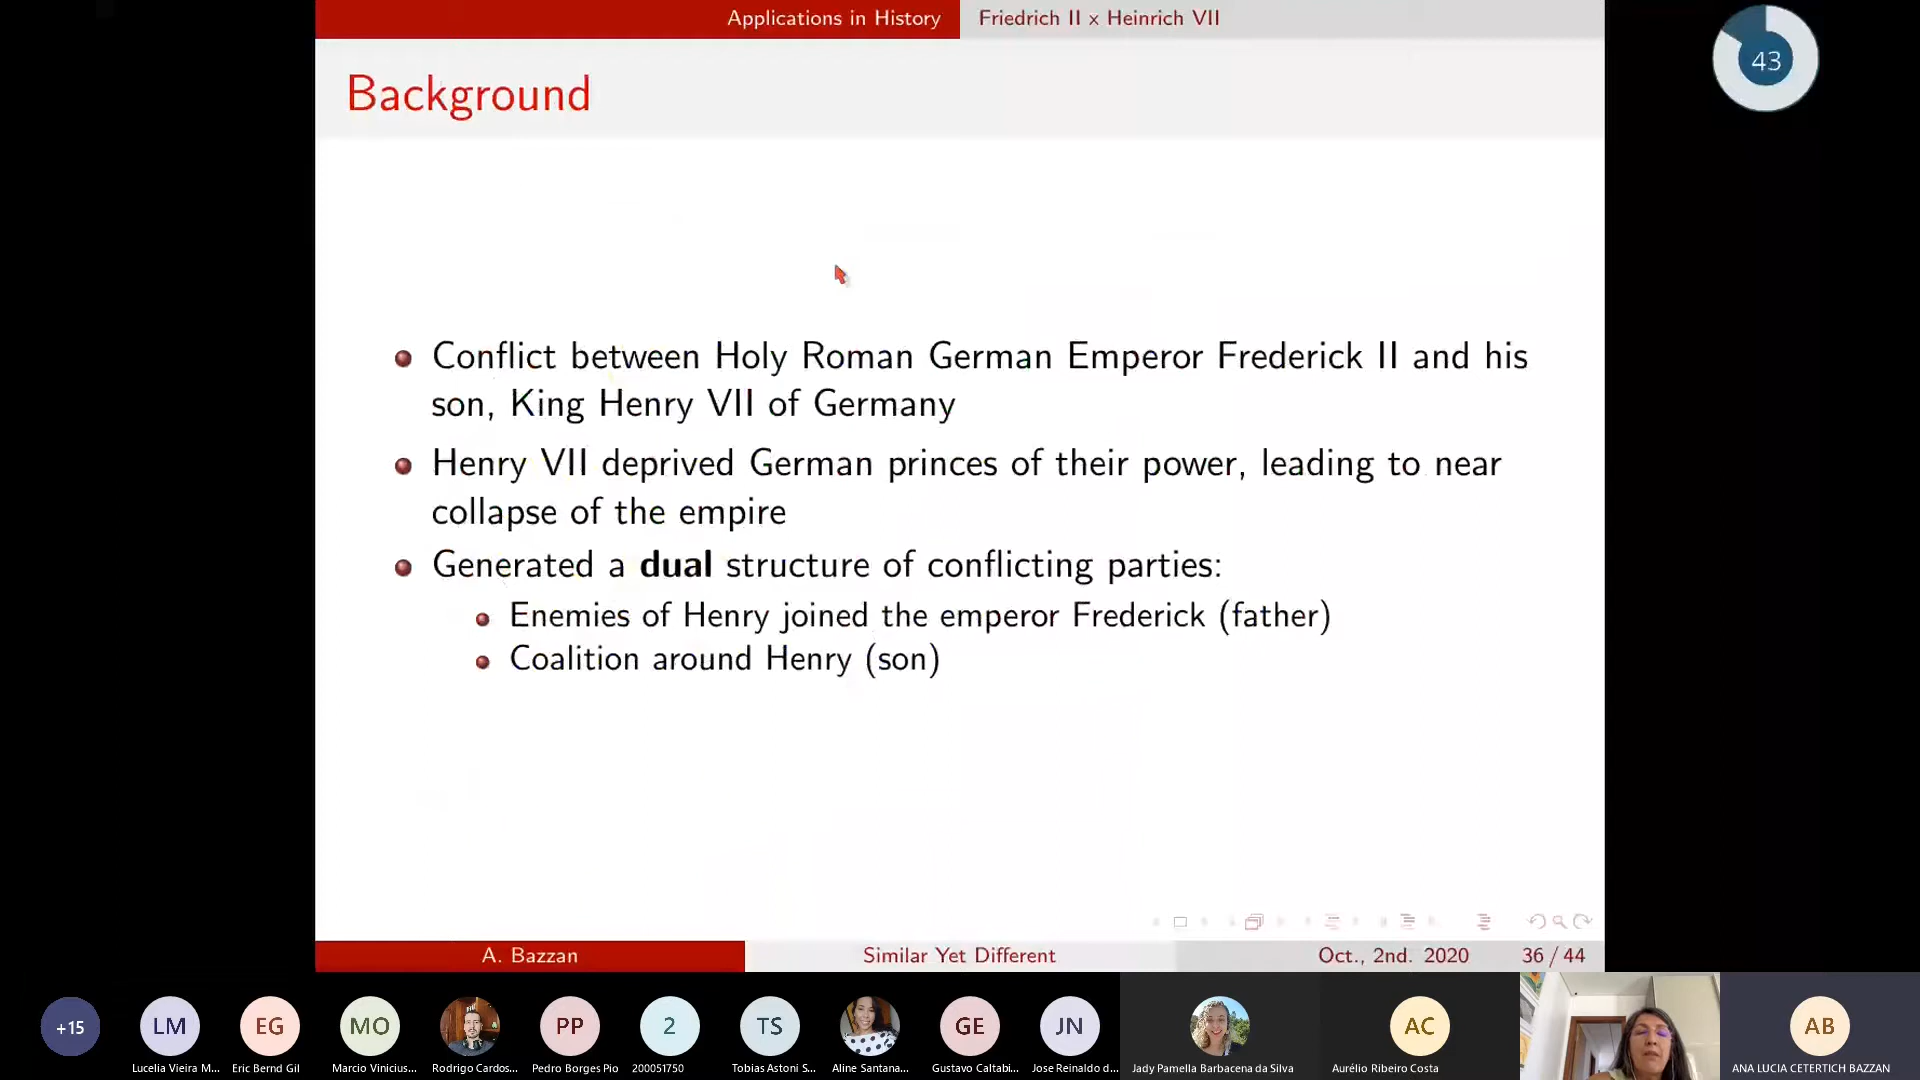 Applications in History
Friedrich II x Heinrich VII
43
Background
Conflict between Holy Roman German Emperor Frederick II and his
son, King Henry VII of Germany
Henry VII deprived German princes of their power, leading to near
collapse of the empire
Generated a dual structure of conflicting parties:
Enemies of Henry joined the emperor Frederick (father)
Coalition around Henry (son)
A. Bazzan
Similar Yet Different
Oct., 2nd. 2020
36 / 44
+15
LM
EG
MO
PP
2
TS
GE
JN
AC
AB
Lucelia Vieira M...
Eric Bernd Gil
Marcio Vinicius...
Rodrigo Cardos...
Pedro Borges Pio
200051750
Tobias Astoni S...
Aline Santana...
Gustavo Caltabi...
Jose Reinaldo d...
Jady Pamella Barbacena da Silva
Aurélio Ribeiro Costa
ANA LUCIA CETERTICH BAZZAN